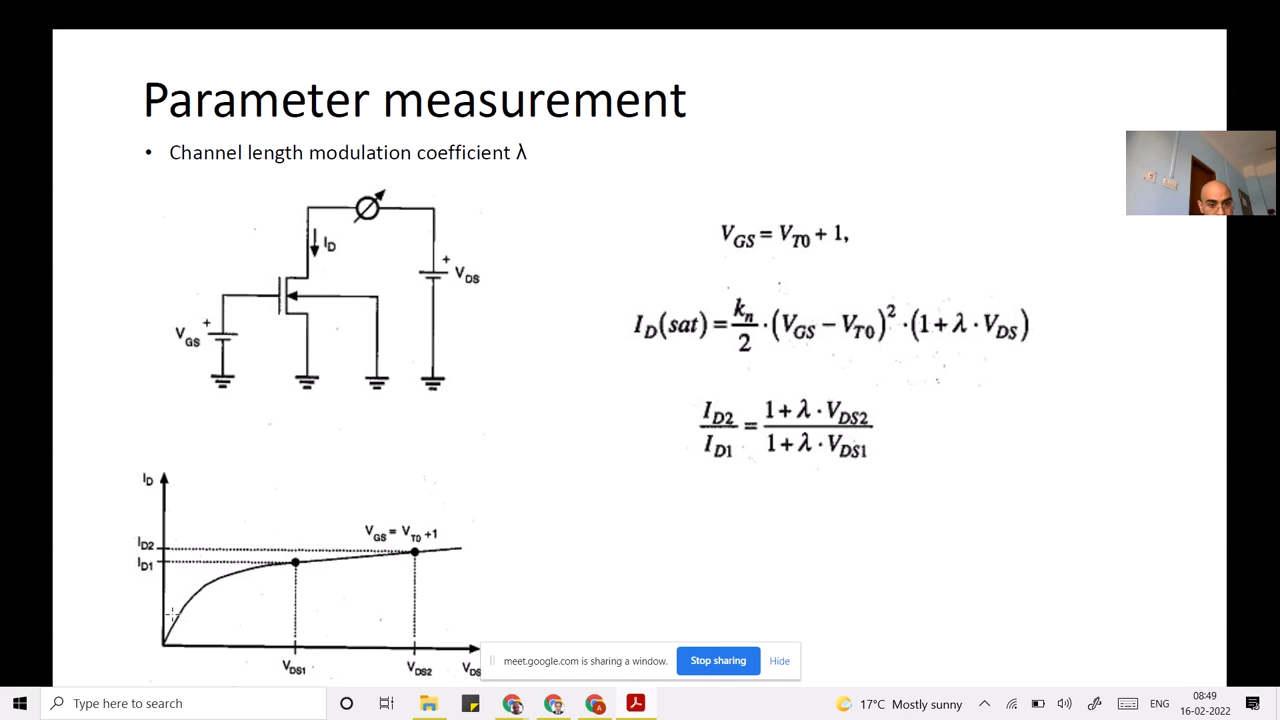 Parameter measurement
• Channel length modulation coefficient λ
I_D
+
V_DS
+
V_GS
V_GS = V_T0 + 1,
I_D(sat) = k_n/2 · (V_GS − V_T0)² · (1 + λ · V_DS)
I_D2/I_D1 = (1 + λ · V_DS2)/(1 + λ · V_DS1)
I_D
V_GS = V_T0 +1
I_D2
I_D1
V_DS1
V_DS2
V_DS
meet.google.com is sharing a window.
Stop sharing
Hide
Type here to search
17°C Mostly sunny
ENG
08:49
16-02-2022